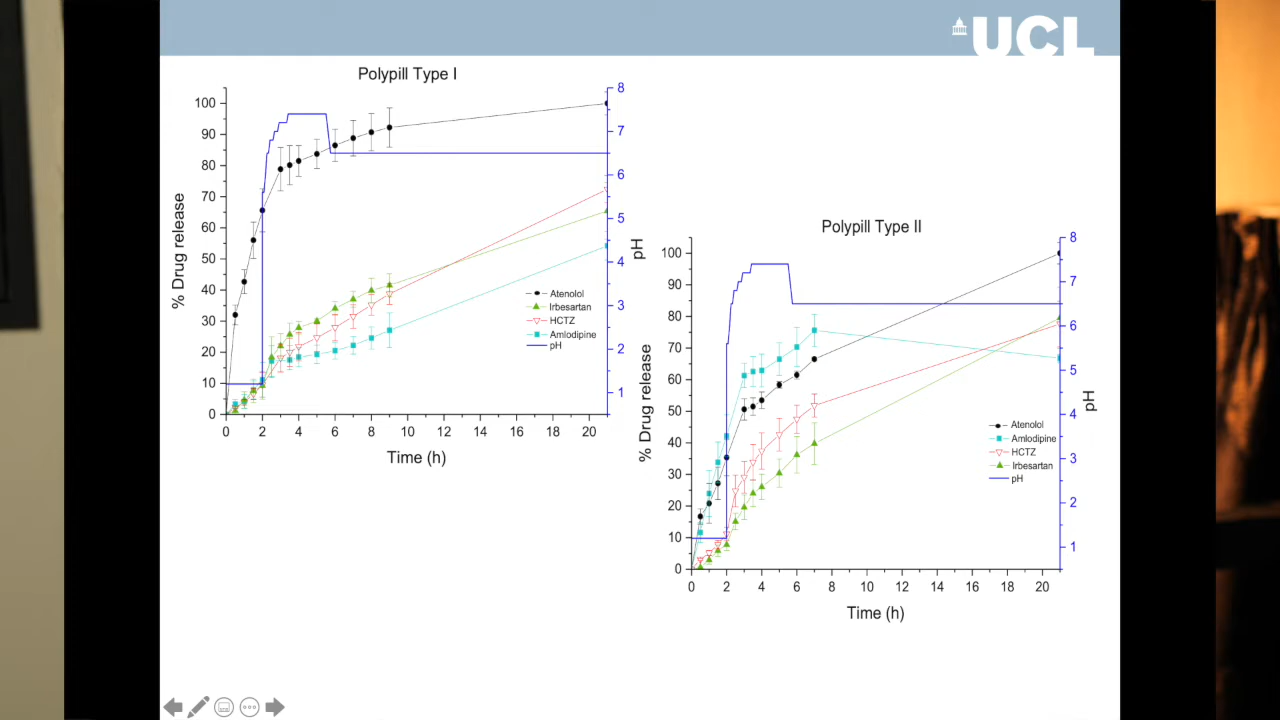 UCL
Polypill Type I
100
90
80
70
60
50
40
30
20
10
0
% Drug release
0 2 4 6 8 10 12 14 16 18 20
Time (h)
8
7
6
5
4
3
2
1
pH
Atenolol
Irbesartan
HCTZ
Amlodipine
pH
Polypill Type II
100
90
80
70
60
50
40
30
20
10
0
% Drug release
0 2 4 6 8 10 12 14 16 18 20
Time (h)
8
7
6
5
4
3
2
1
pH
Atenolol
Amlodipine
HCTZ
Irbesartan
pH